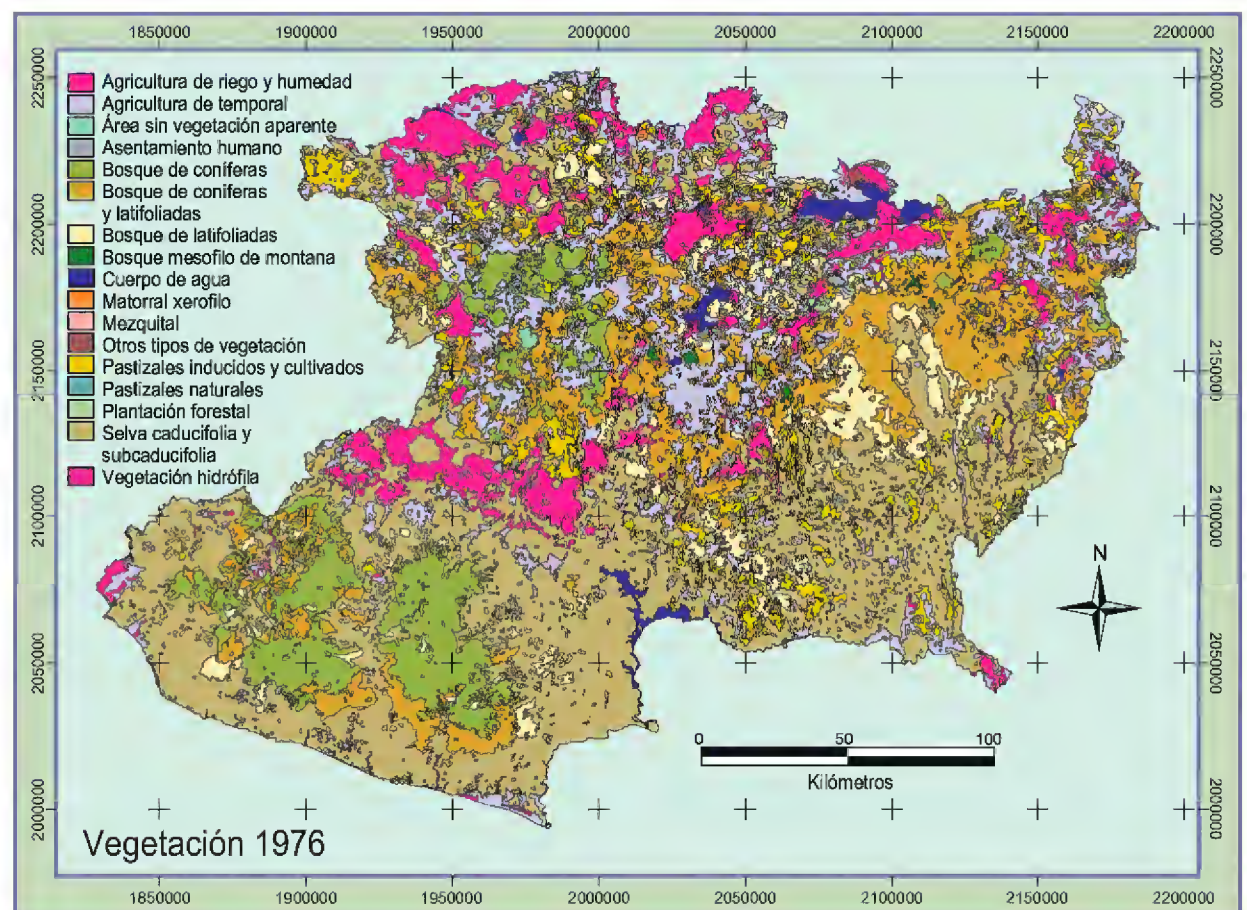 1850000 1900000 1950000 2000000 2050000 2100000 2150000 2200000
2250000 2250000
Agricultura de riego y humedad
Agricultura de temporal
Área sin vegetación aparente
Asentamiento humano
Bosque de coníferas
Bosque de coníferas
y latifoliadas
Bosque de latifoliadas
Bosque mesofilo de montana
Cuerpo de agua
Matorral xerofilo
Mezquital
Otros tipos de vegetación
Pastizales inducidos y cultivados
Pastizales naturales
Plantación forestal
Selva caducifolia y
subcaducifolia
Vegetación hidrófila
2200000 2200000
2150000 2150000
2100000 2100000
N
2050000 2050000
0 50 100
Kilómetros
2000000 2000000
Vegetación 1976
1850000 1900000 1950000 2000000 2050000 2100000 2150000 2200000